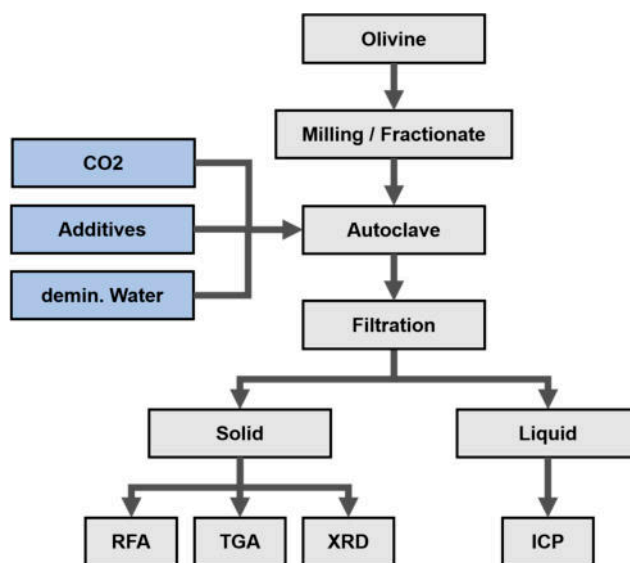 Olivine
Milling / Fractionate
CO2
Additives
Autoclave
demin. Water
Filtration
Solid
Liquid
RFA
TGA
XRD
ICP